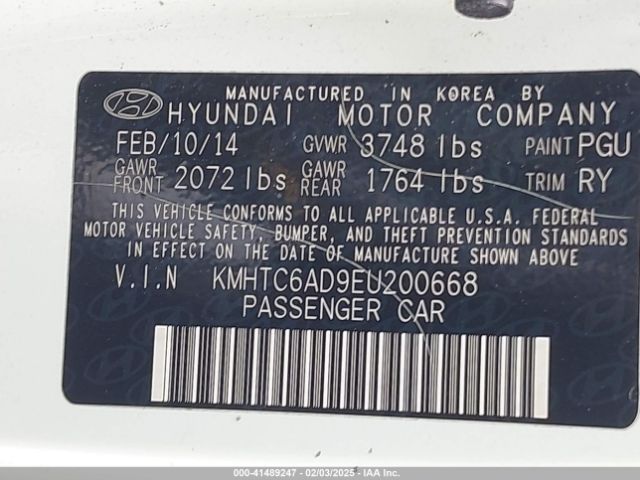 MANUFACTURED IN KOREA BY
HYUNDAI MOTOR COMPANY
FEB/10/14 GVWR 3748 lbs PAINT PGU
GAWR FRONT 2072 lbs GAWR REAR 1764 lbs TRIM RY
THIS VEHICLE CONFORMS TO ALL APPLICABLE U.S.A. FEDERAL
MOTOR VEHICLE SAFETY, BUMPER, AND THEFT PREVENTION STANDARDS
IN EFFECT ON THE DATE OF MANUFACTURE SHOWN ABOVE
V.I.N KMHTC6AD9EU200668
PASSENGER CAR
000-41489247 - 02/03/2025 - IAA Inc.